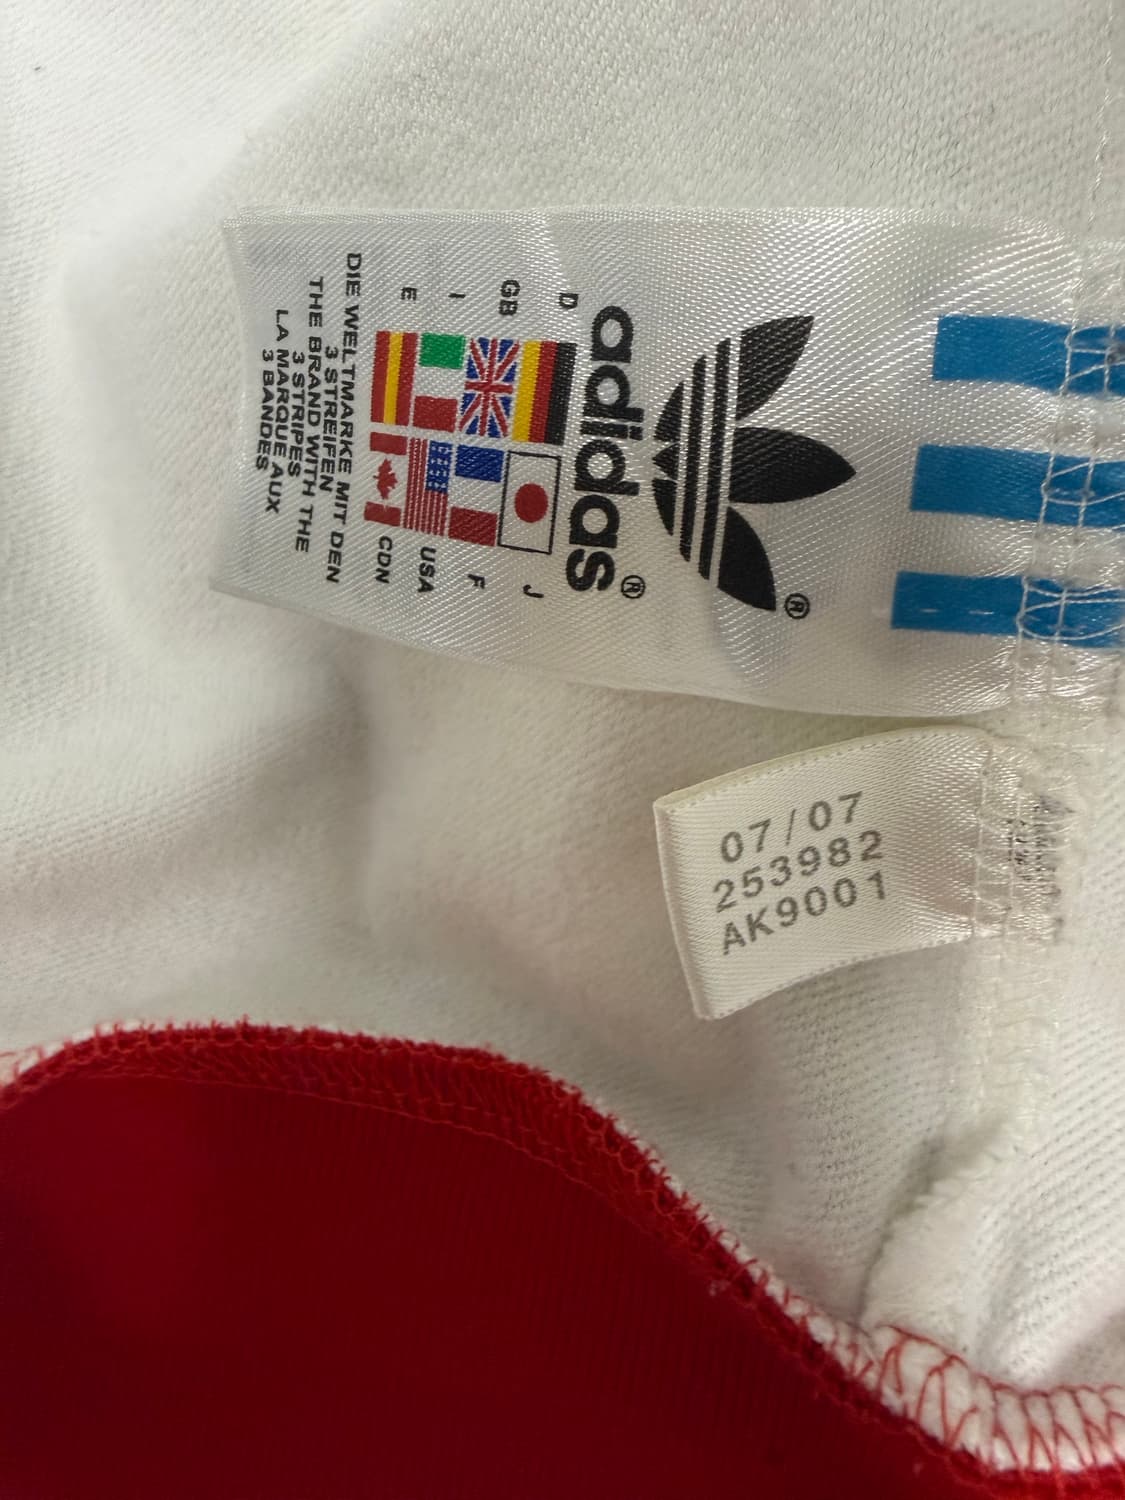 ®
adidas®
D
J
GB
F
I
USA
E
CDN
DIE WELTMARKE MIT DEN
3 STREIFEN
THE BRAND WITH THE
3 STRIPES
LA MARQUE AUX
3 BANDES
07/07
253982
AK9001